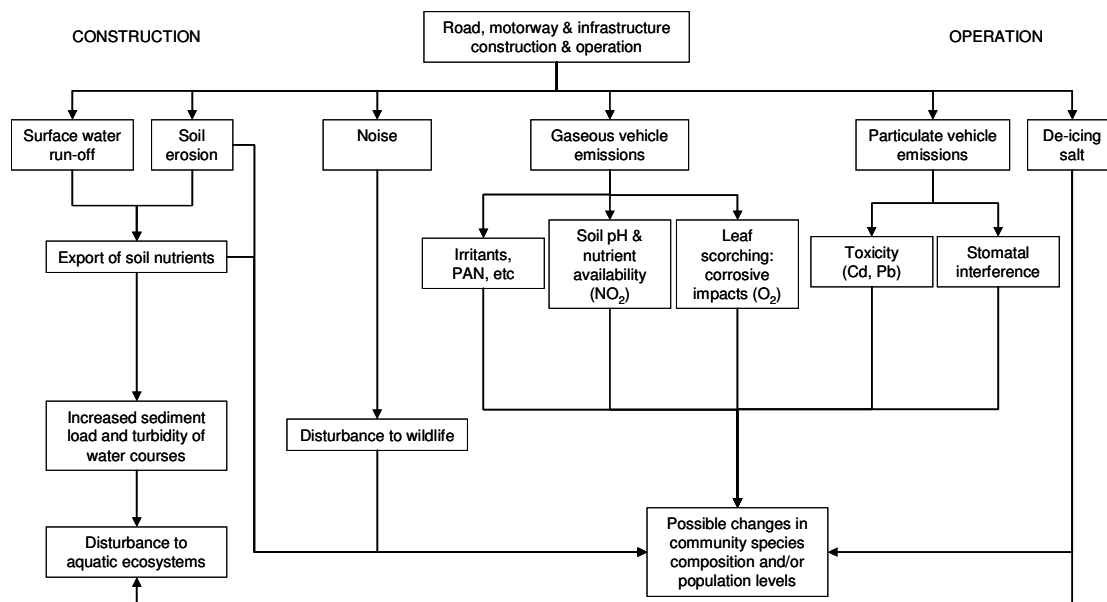 CONSTRUCTION
Road, motorway & infrastructure
construction & operation
OPERATION
Surface water
run-off
Soil
erosion
Noise
Gaseous vehicle
emissions
Particulate vehicle
emissions
De-icing
salt
Export of soil nutrients
Irritants,
PAN, etc
Soil pH &
nutrient
availability
(NO₂)
Leaf
scorching:
corrosive
impacts (O₂)
Toxicity
(Cd, Pb)
Stomatal
interference
Increased sediment
load and turbidity of
water courses
Disturbance to wildlife
Disturbance to
aquatic ecosystems
Possible changes in
community species
composition and/or
population levels